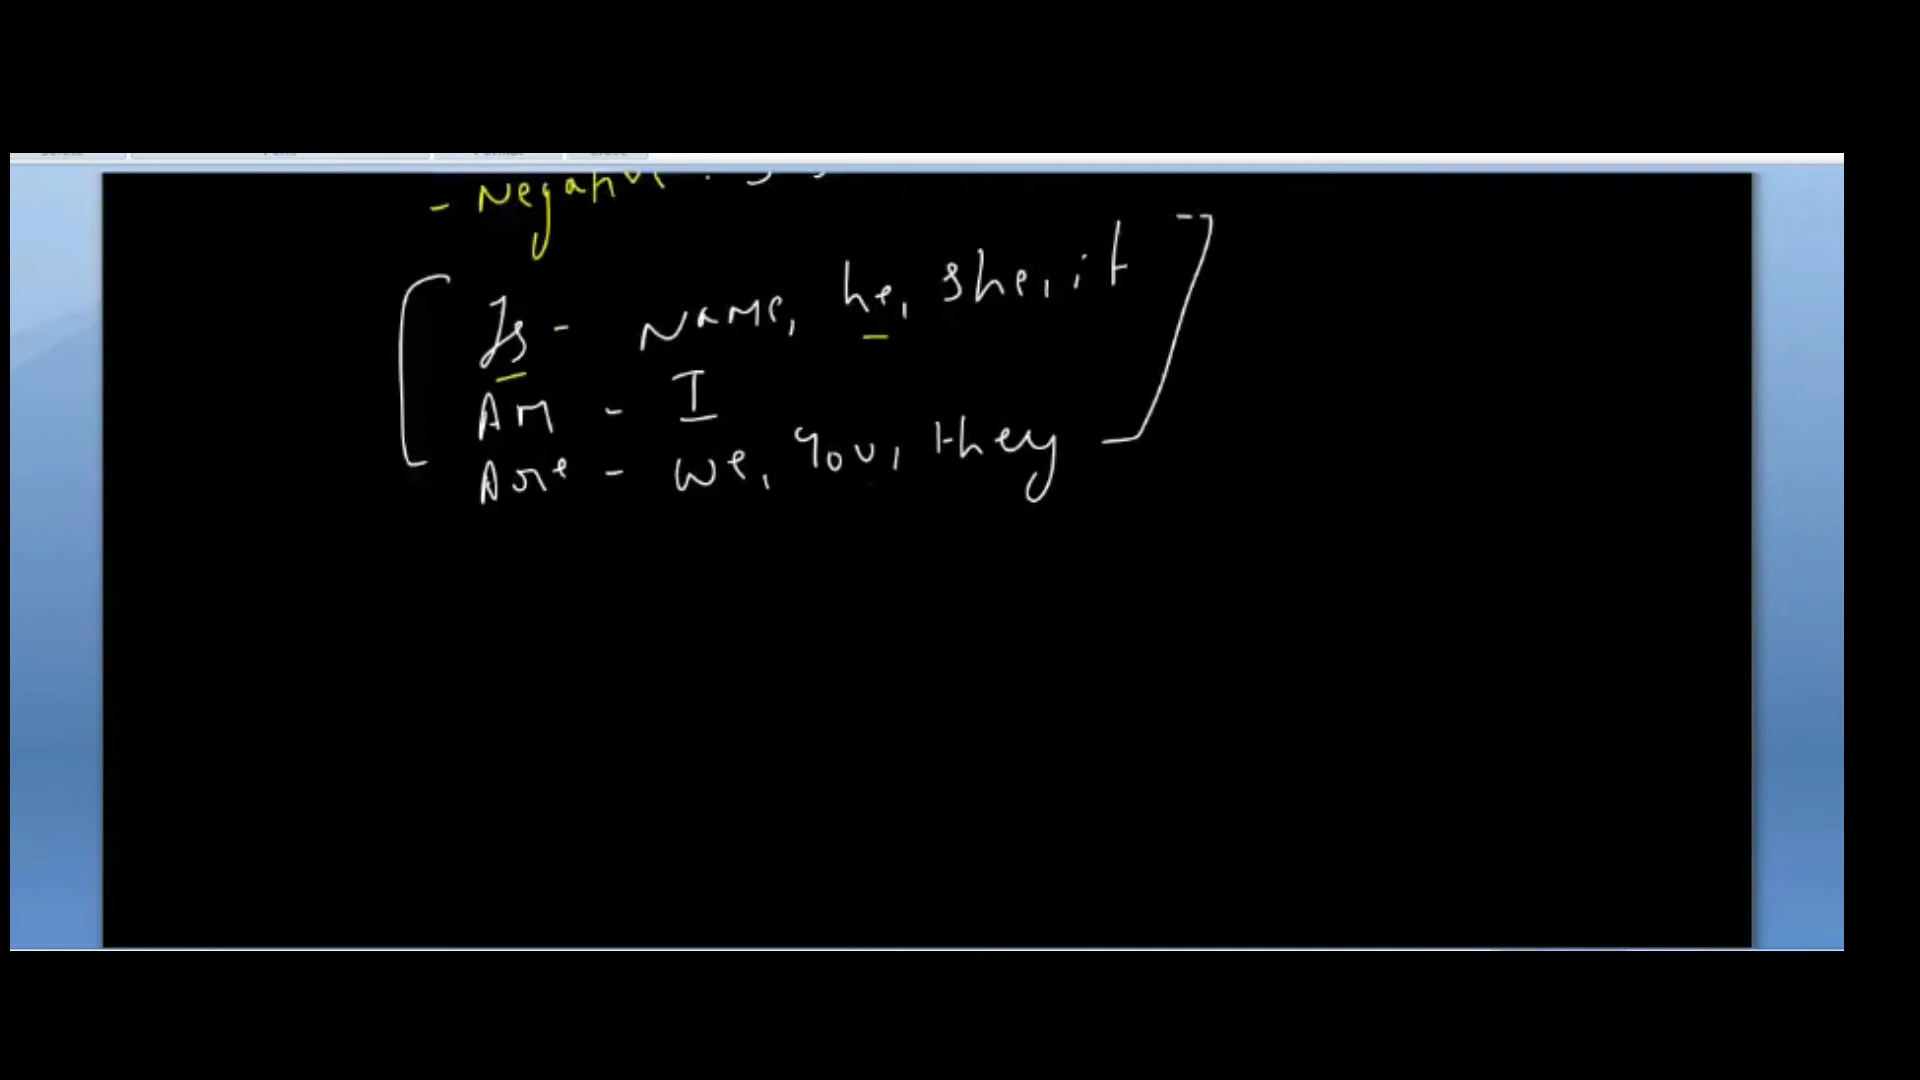 - Negative
Is - Name, he, she, it
Am - I
Are - we, you, they